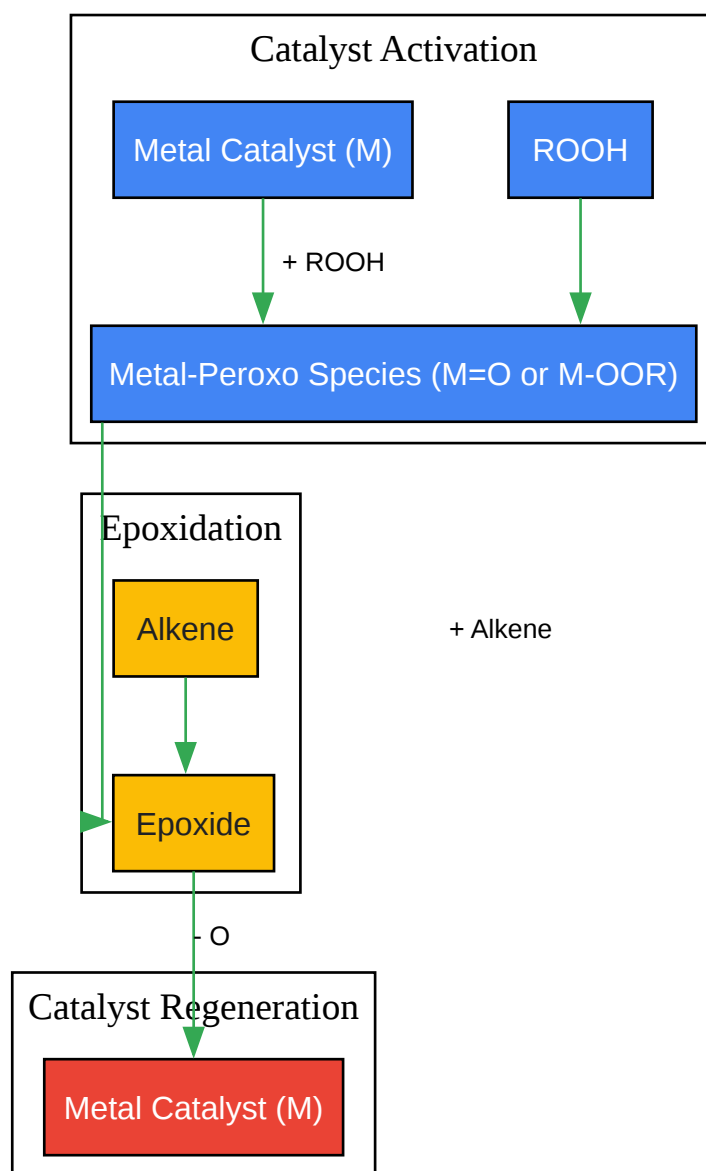 Catalyst Activation
Metal Catalyst (M)
ROOH
+ ROOH
Metal-Peroxo Species (M=O or M-OOR)
Epoxidation
Alkene
+ Alkene
Epoxide
- O
Catalyst Regeneration
Metal Catalyst (M)